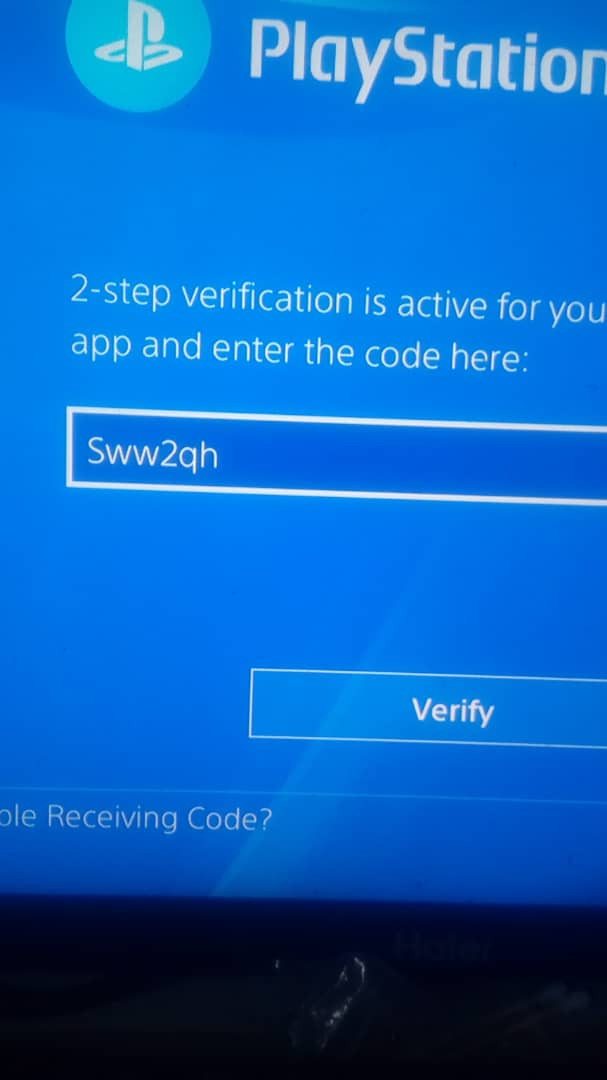 PlayStation
2-step verification is active for you
app and enter the code here:
Sww2qh
Verify
ble Receiving Code?
Haier